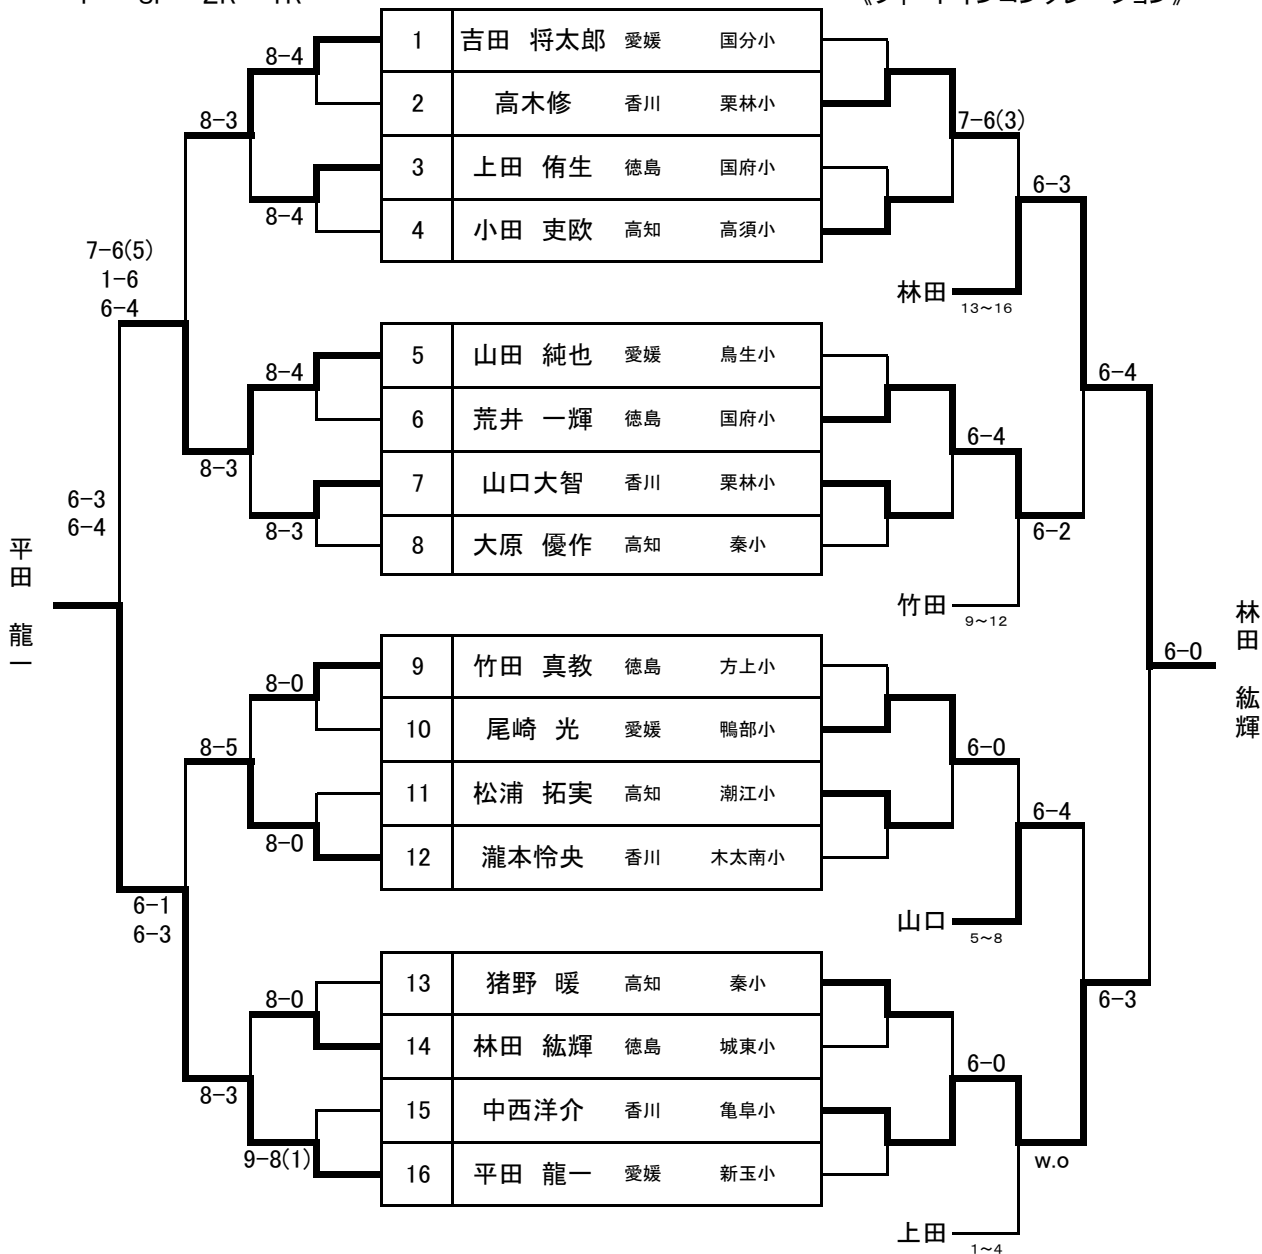 8-4
8-3
8-4
7-6(5)
1-6
6-4
8-4
8-3
8-3
6-3
6-4
平田 龍一
8-0
8-5
8-0
6-1
6-3
8-0
8-3
9-8(1)
1 吉田 将太郎 愛媛 国分小
2 高木修 香川 栗林小
3 上田 侑生 徳島 国府小
4 小田 吏欧 高知 高須小
5 山田 純也 愛媛 鳥生小
6 荒井 一輝 徳島 国府小
7 山口大智 香川 栗林小
8 大原 優作 高知 秦小
9 竹田 真教 徳島 方上小
10 尾崎 光 愛媛 鴨部小
11 松浦 拓実 高知 潮江小
12 瀧本怜央 香川 木太南小
13 猪野 暖 高知 秦小
14 林田 紘輝 徳島 城東小
15 中西洋介 香川 亀阜小
16 平田 龍一 愛媛 新玉小
7-6(3)
6-3
林田
13~16
6-4
6-4
6-2
竹田
9~12
6-0
林田 紘輝
6-0
6-4
山口
5~8
6-3
6-0
w.o
上田
1~4